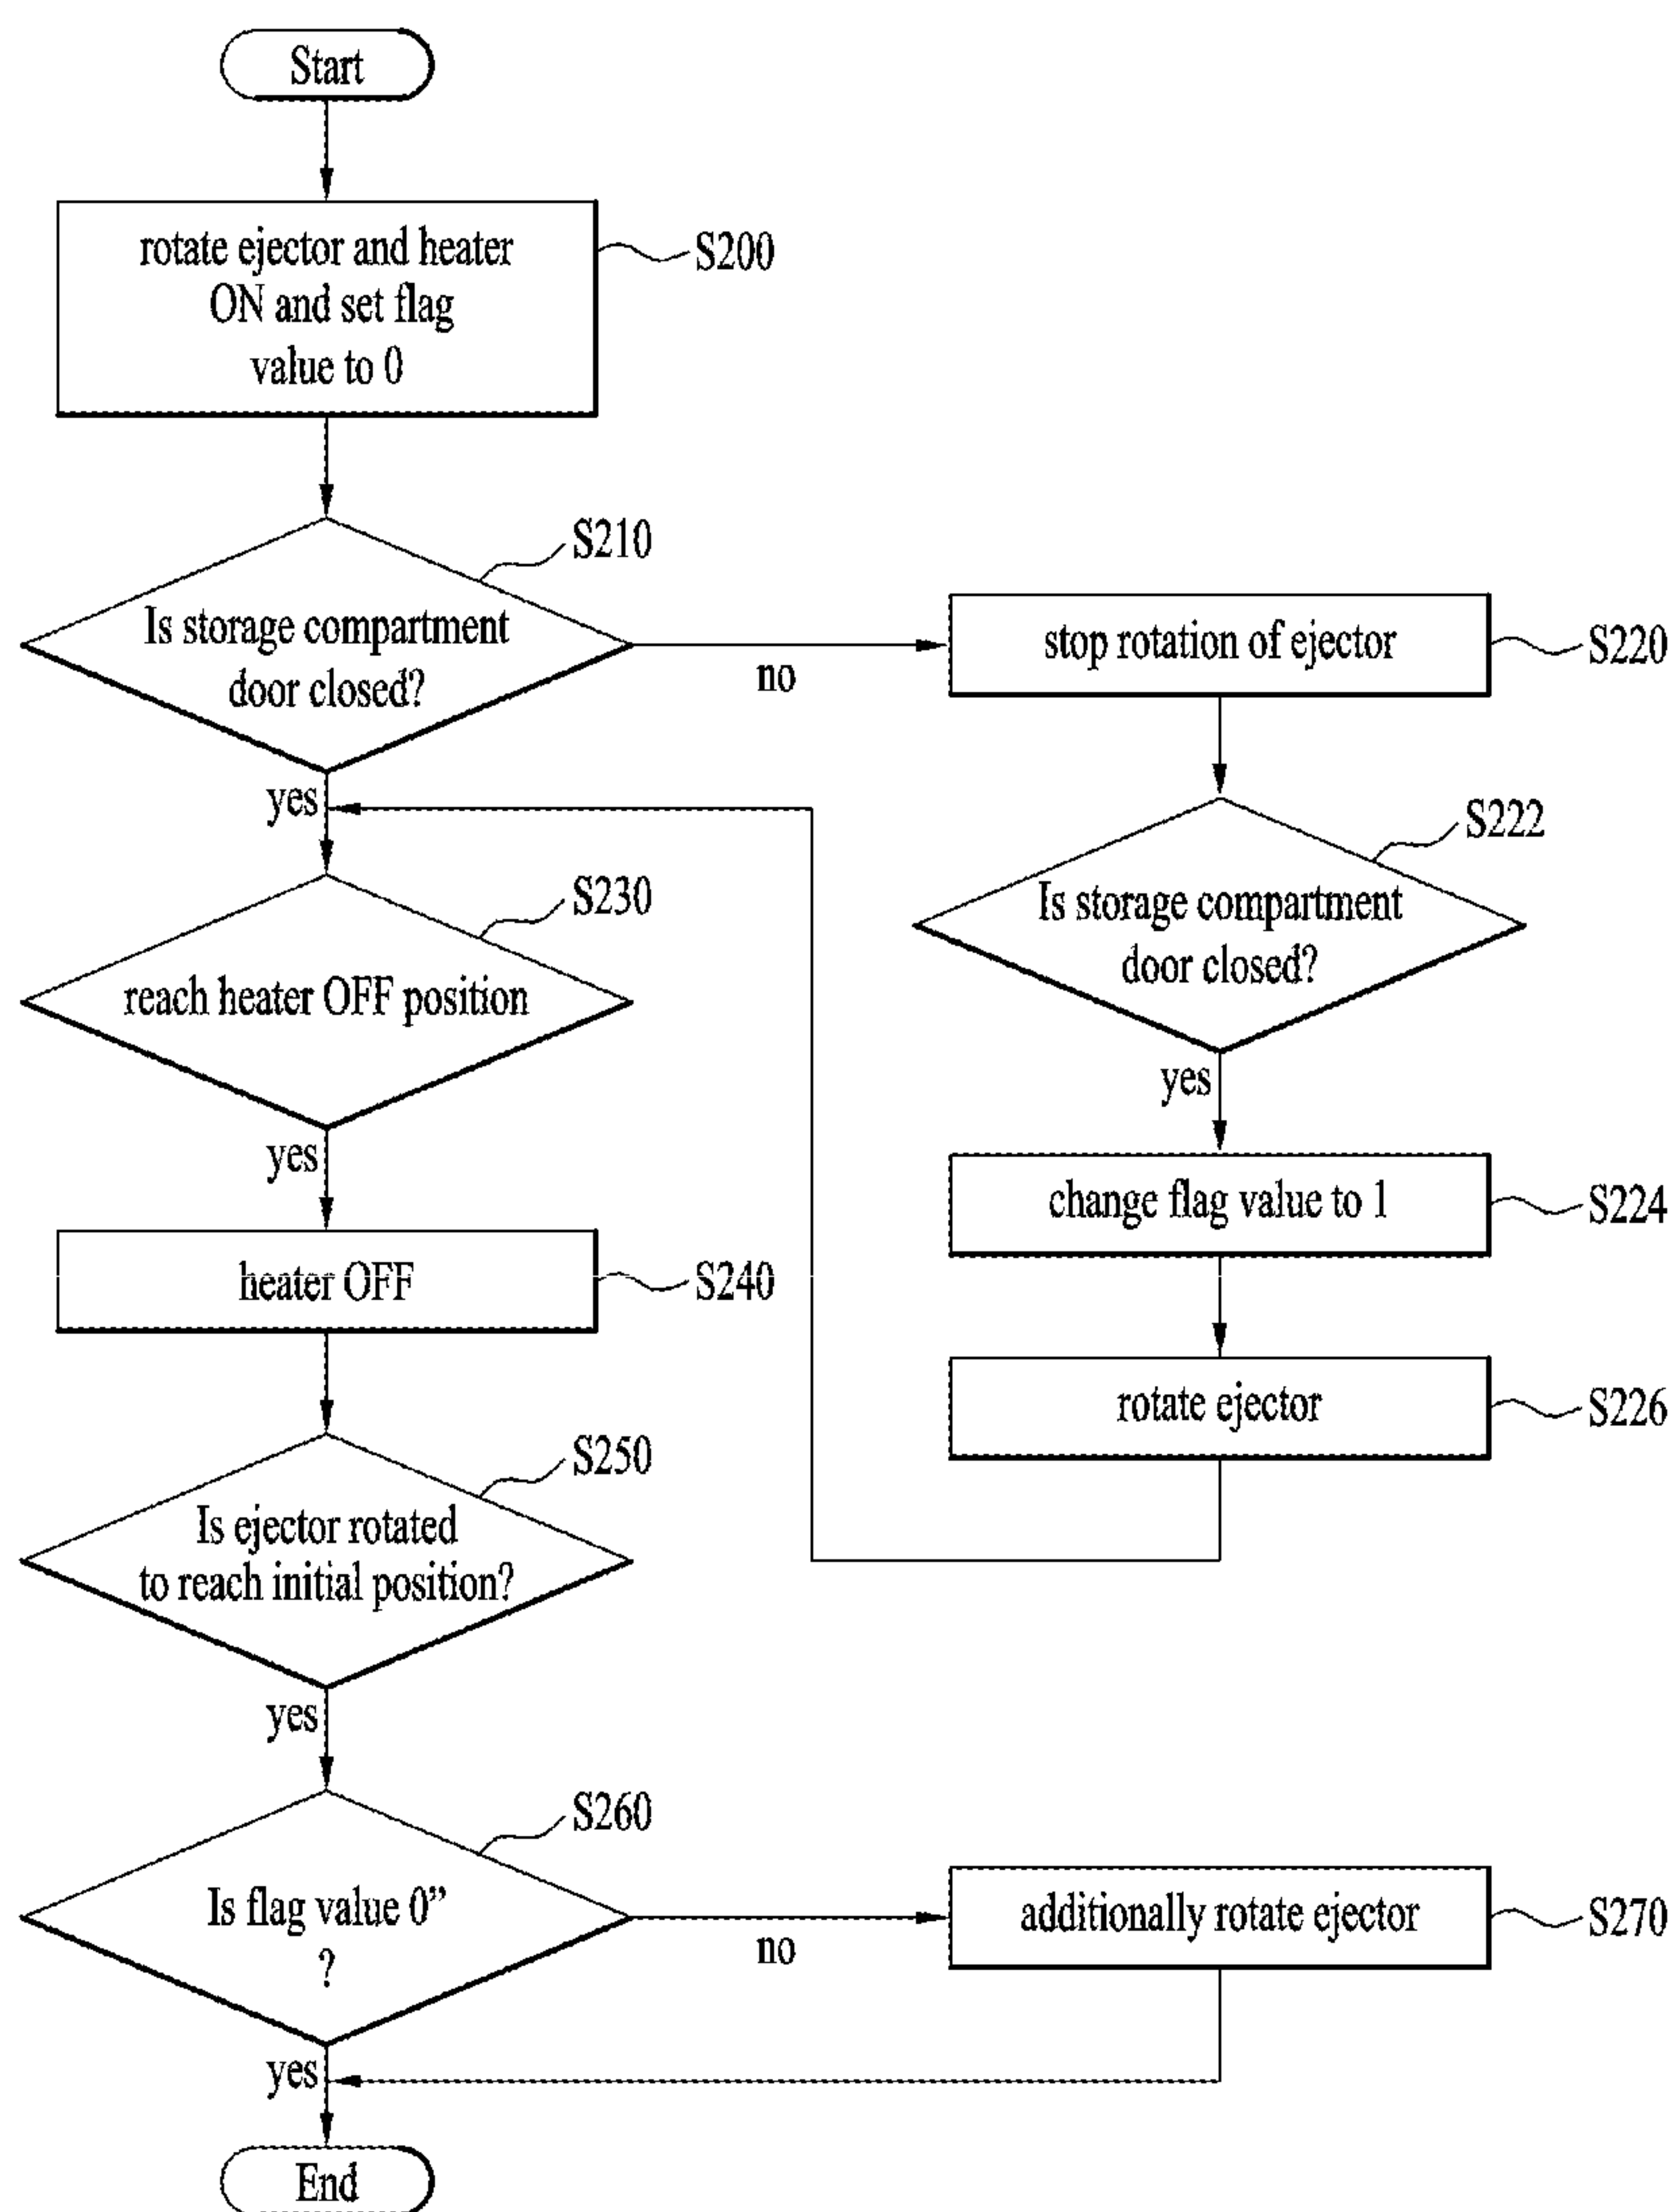 Start
rotate ejector and heater
ON and set flag
value to 0
S200
S210
Is storage compartment
door closed?
yes
no
stop rotation of ejector
S220
S222
Is storage compartment
door closed?
yes
change flag value to 1
S224
rotate ejector
S226
S230
reach heater OFF position
yes
heater OFF
S240
S250
Is ejector rotated
to reach initial position?
yes
S260
Is flag value 0”
?
no
additionally rotate ejector
S270
yes
End